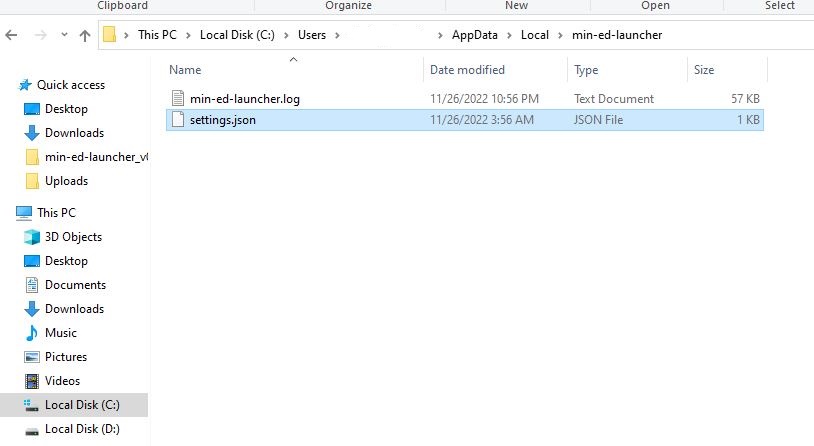 Clipboard Organize New Open Select
This PC Local Disk (C:) Users AppData Local min-ed-launcher
Name Date modified Type Size
Quick access
min-ed-launcher.log 11/26/2022 10:56 PM Text Document 57 KB
Desktop
settings.json 11/26/2022 3:56 AM JSON File 1 KB
Downloads
min-ed-launcher_v
Uploads
This PC
3D Objects
Desktop
Documents
Downloads
Music
Pictures
Videos
Local Disk (C:)
Local Disk (D:)